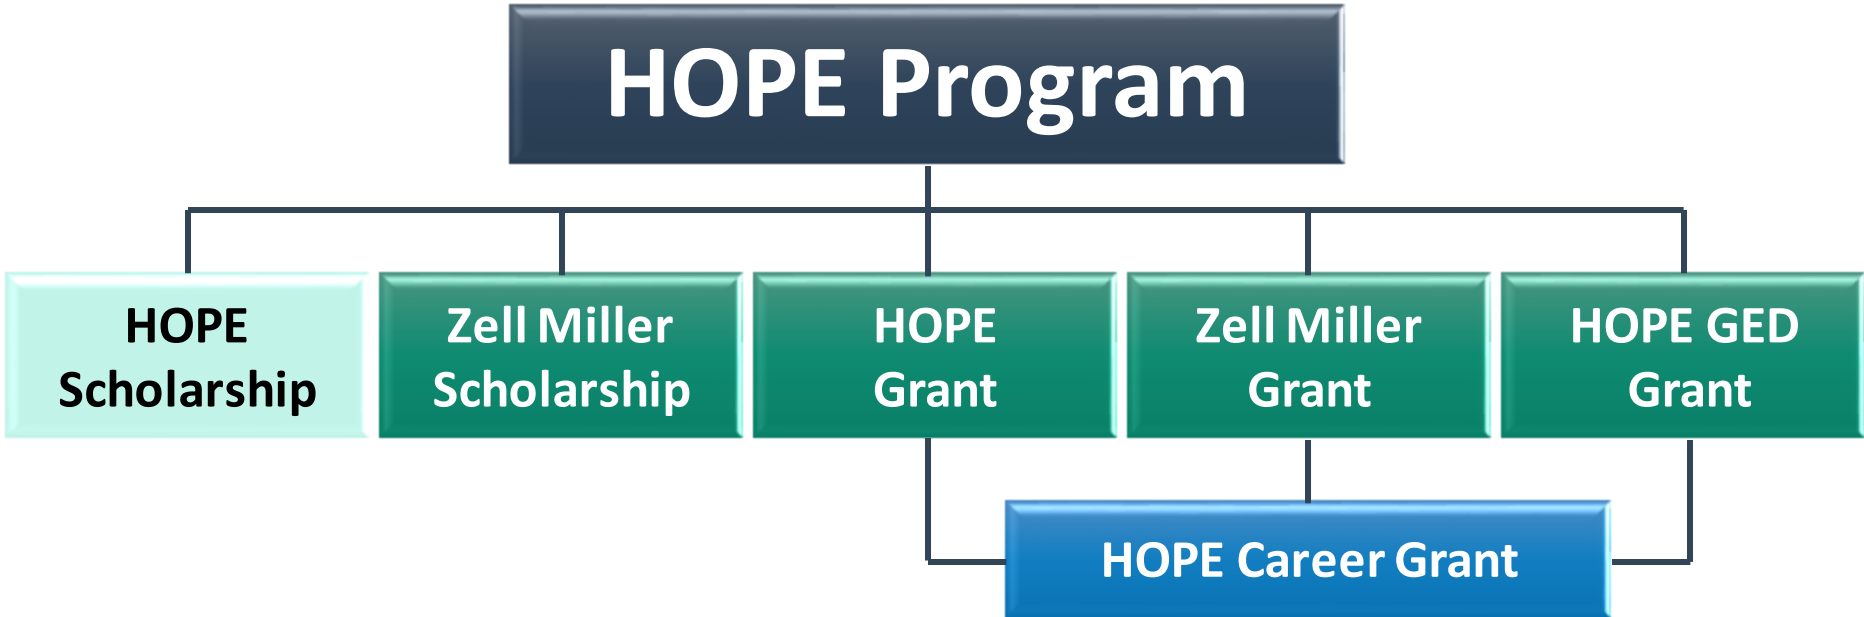 HOPE Program
HOPE
Scholarship
Zell Miller
Scholarship
HOPE
Grant
Zell Miller
Grant
HOPE GED
Grant
HOPE Career Grant